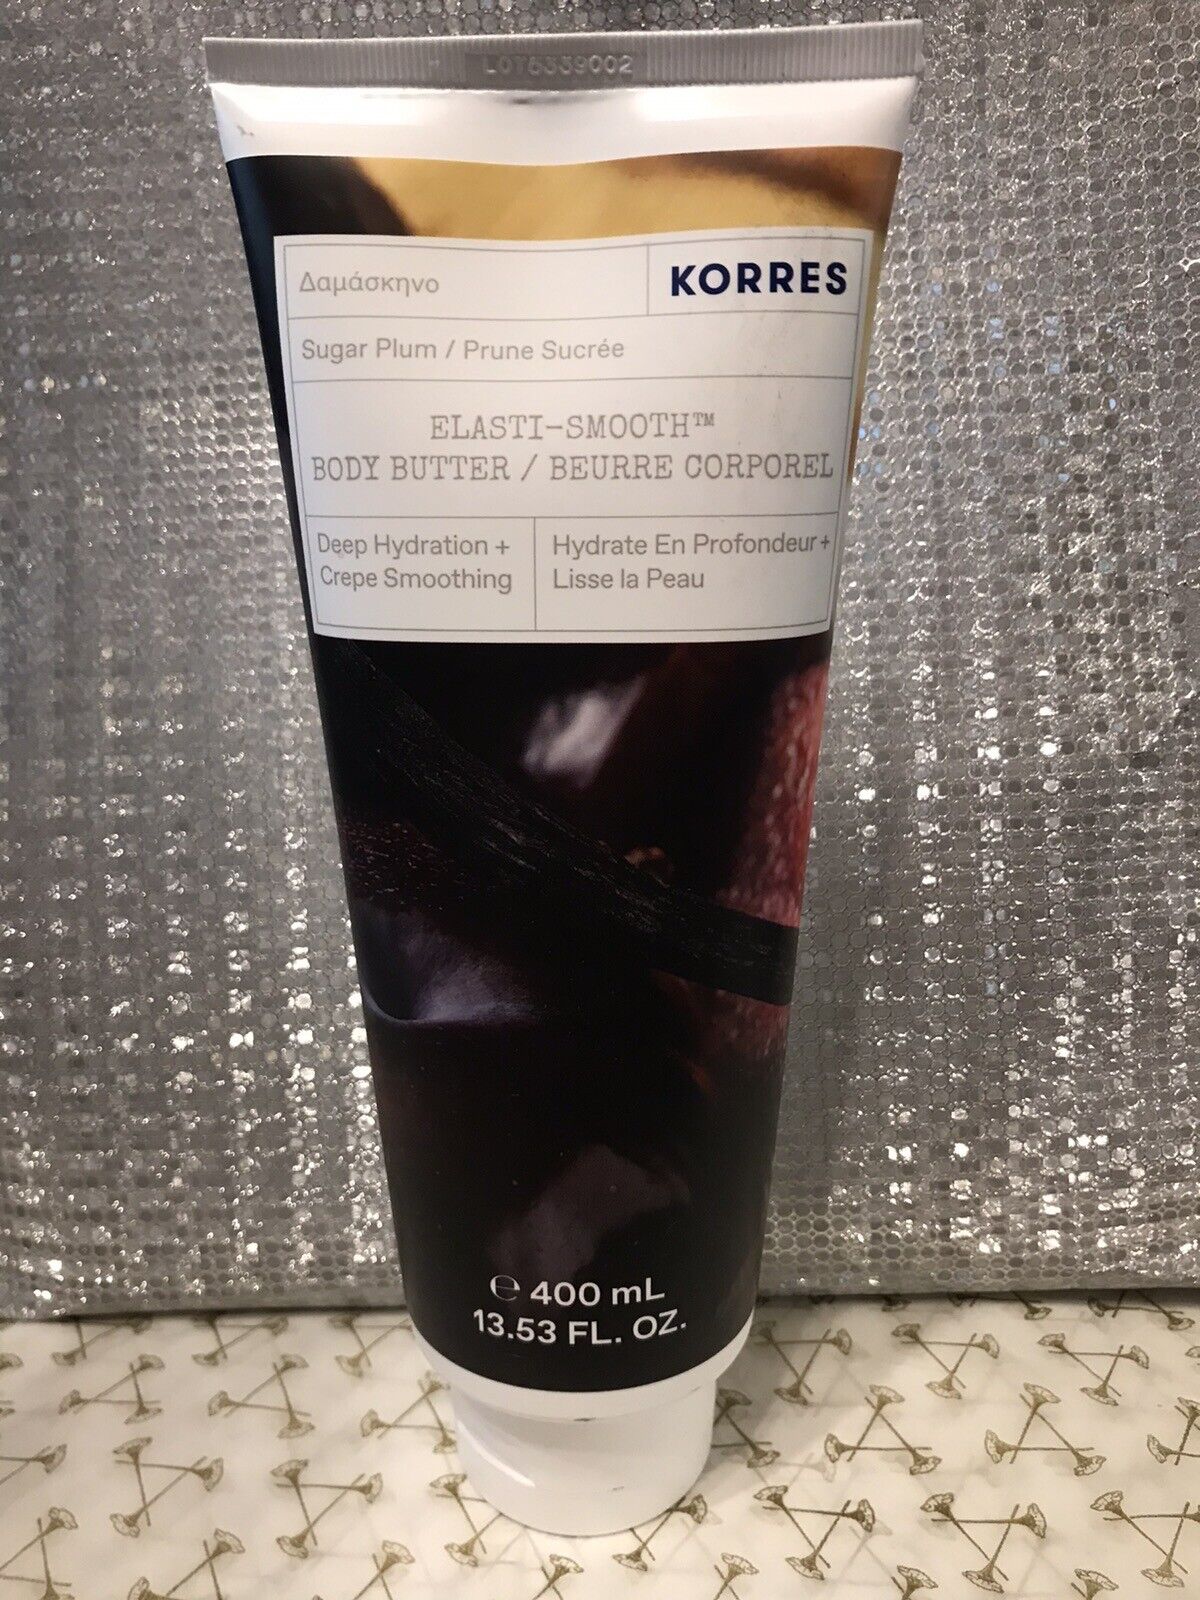 LOT6339002
Δαμάσκηνο
KORRES
Sugar Plum / Prune Sucrée
ELASTI-SMOOTH™
BODY BUTTER / BEURRE CORPOREL
Deep Hydration +
Crepe Smoothing
Hydrate En Profondeur +
Lisse la Peau
℮ 400 mL
13.53 FL. OZ.